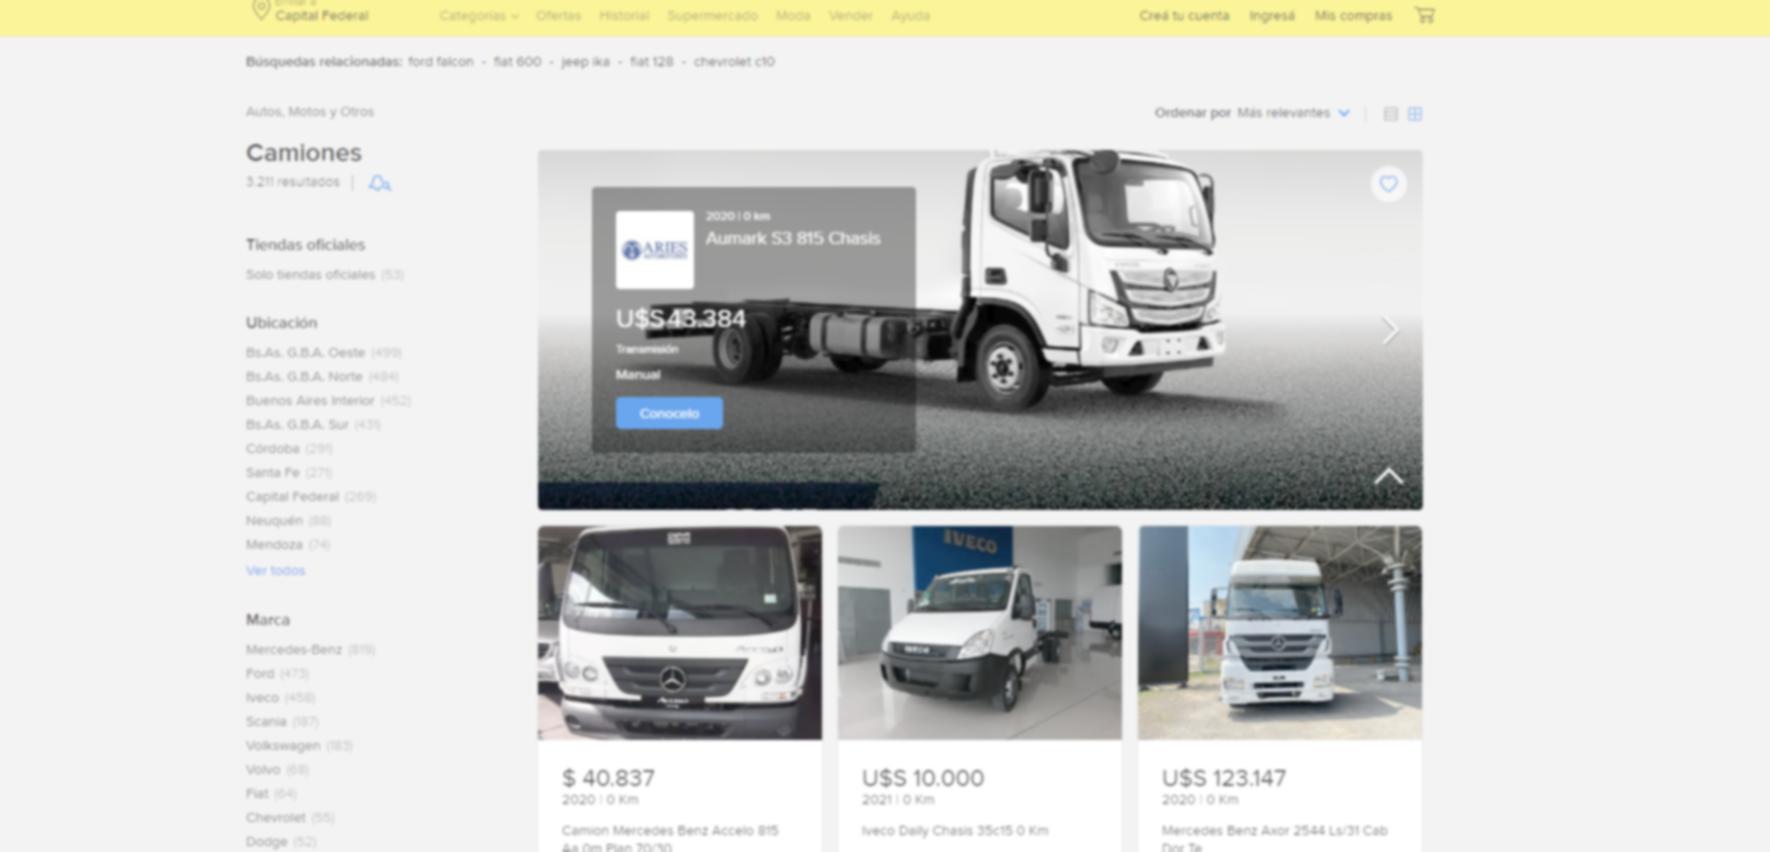 Enviar a
Capital Federal
Categorías Ofertas Historial Supermercado Moda Vender Ayuda
Creá tu cuenta Ingresá Mis compras
Búsquedas relacionadas: ford falcon - fiat 600 - jeep ika - fiat 128 - chevrolet c10
Autos, Motos y Otros
Ordenar por Más relevantes
Camiones
3.211 resultados
Tiendas oficiales
Solo tiendas oficiales (53)
Ubicación
Bs.As. G.B.A. Oeste (499)
Bs.As. G.B.A. Norte (484)
Buenos Aires Interior (452)
Bs.As. G.B.A. Sur (431)
Córdoba (291)
Santa Fe (271)
Capital Federal (269)
Neuquén (88)
Mendoza (74)
Ver todos
Marca
Mercedes-Benz (819)
Ford (473)
Iveco (458)
Scania (187)
Volkswagen (183)
Volvo (68)
Fiat (64)
Chevrolet (55)
Dodge (52)
ARIES
2020 | 0 km
Aumark S3 815 Chasis
U$S 43.384
Transmisión
Manual
Conocelo
Accelo
IVECO
IVECO
$ 40.837
2020 | 0 Km
Camion Mercedes Benz Accelo 815
Aa 0m Plan 70/30
U$S 10.000
2021 | 0 Km
Iveco Daily Chasis 35c15 0 Km
U$S 123.147
2020 | 0 Km
Mercedes Benz Axor 2544 Ls/31 Cab
Dor Te